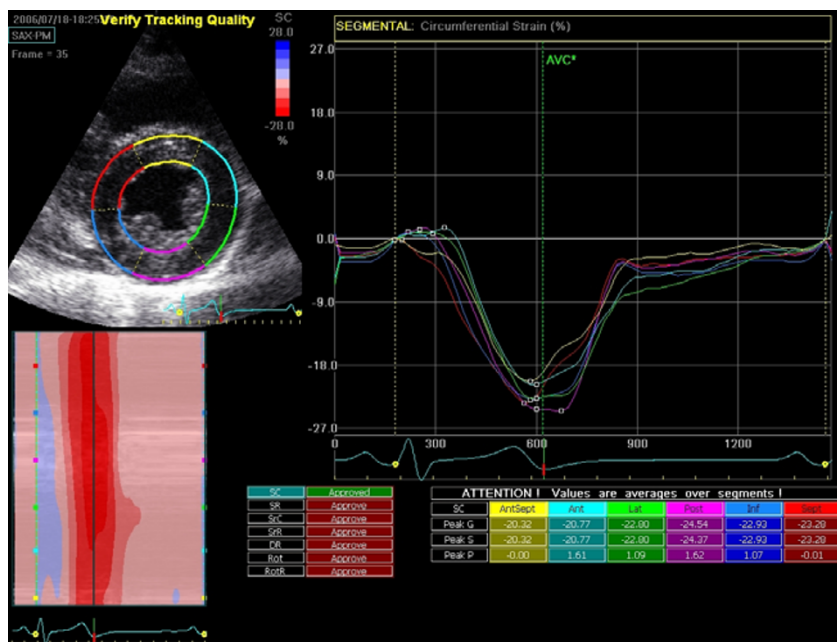 2006/07/18-18:25
Verify Tracking Quality
SC
28.0
SAX-PM
Frame = 35
-28.0
%
SEGMENTAL: Circumferential Strain (%)
27.0
AVC*
18.0
9.0
0.0
-9.0
-18.0
-27.0
0 300 600 900 1200
SC Approved
SR Approve
SrC Approve
SrR Approve
DR Approve
Rot Approve
RotR Approve
ATTENTION ! Values are averages over segments !
SC AntSept Ant Lat Post Inf Sept
Peak G -20.32 -20.77 -22.80 -24.54 -22.93 -23.28
Peak S -20.32 -20.77 -22.80 -24.37 -22.93 -23.28
Peak P -0.00 1.61 1.09 1.62 1.07 -0.01